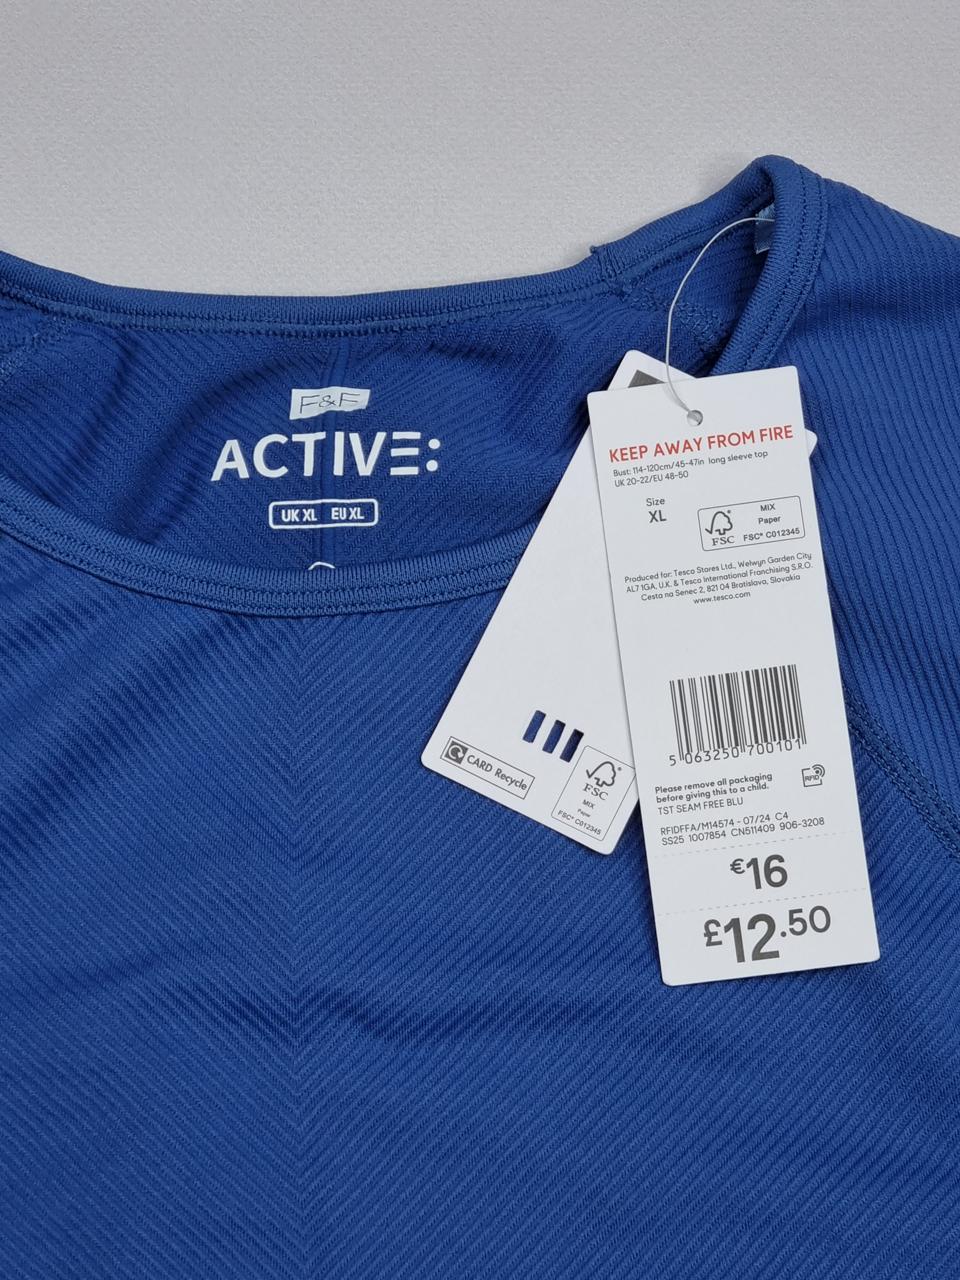 F&F
ACTIVE:
UK XL EU XL
KEEP AWAY FROM FIRE
Bust: 114-120cm/45-47in long sleeve top
UK 20-22/EU 48-50
Size
XL
FSC
MIX
Paper
FSC® C012345
Produced for: Tesco Stores Ltd., Welwyn Garden City
AL7 1GA, U.K. & Tesco International Franchising S.R.O.
Cesta na Senec 2, 821 04 Bratislava, Slovakia
www.tesco.com
5 063250 700101
Please remove all packaging
before giving this to a child.
TST SEAM FREE BLU
RFID
RFIDFFA/M14574 - 07/24 C4
SS25 1007854 CN511409 906-3208
€16
£12.50
CARD Recycle
FSC
MIX
Paper
FSC® C012345